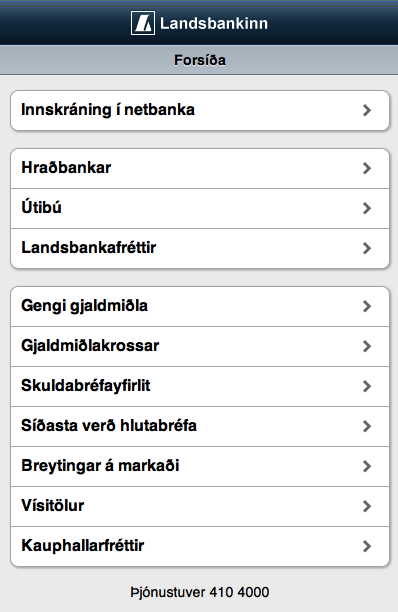 Landsbankinn
Forsíða
Innskráning í netbanka
Hraðbankar
Útibú
Landsbankafréttir
Gengi gjaldmiðla
Gjaldmiðlakrossar
Skuldabréfayfirlit
Síðasta verð hlutabréfa
Breytingar á markaði
Vísitölur
Kauphallarfréttir
Þjónustuver 410 4000